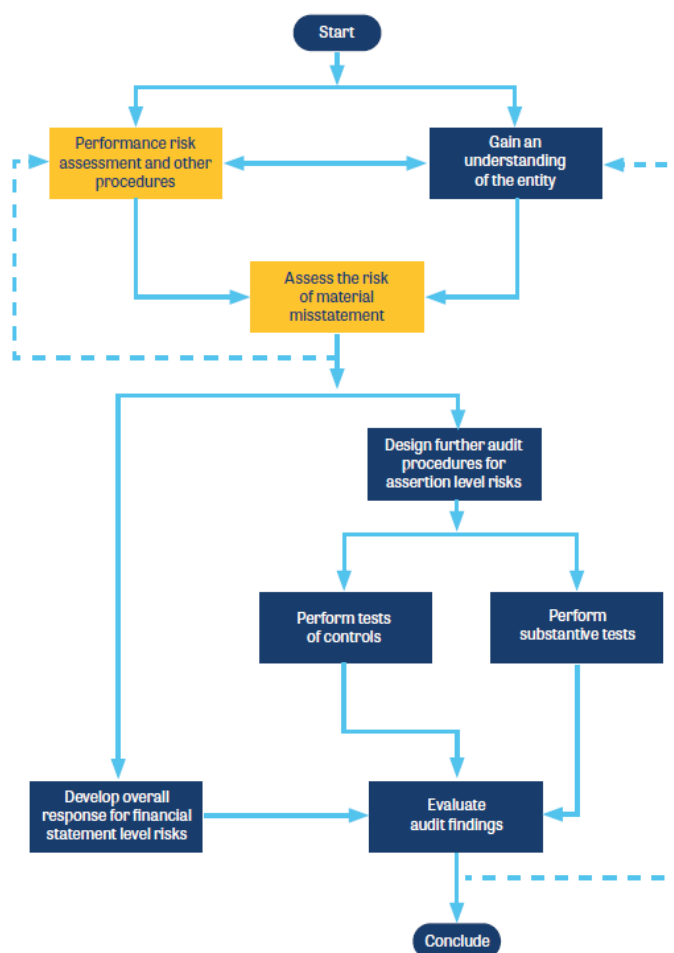 Start
Performance risk
assessment and other
procedures
Gain an
understanding
of the entity
Assess the risk
of material
misstatement
Design further audit
procedures for
assertion level risks
Perform tests
of controls
Perform
substantive tests
Develop overall
response for financial
statement level risks
Evaluate
audit findings
Conclude